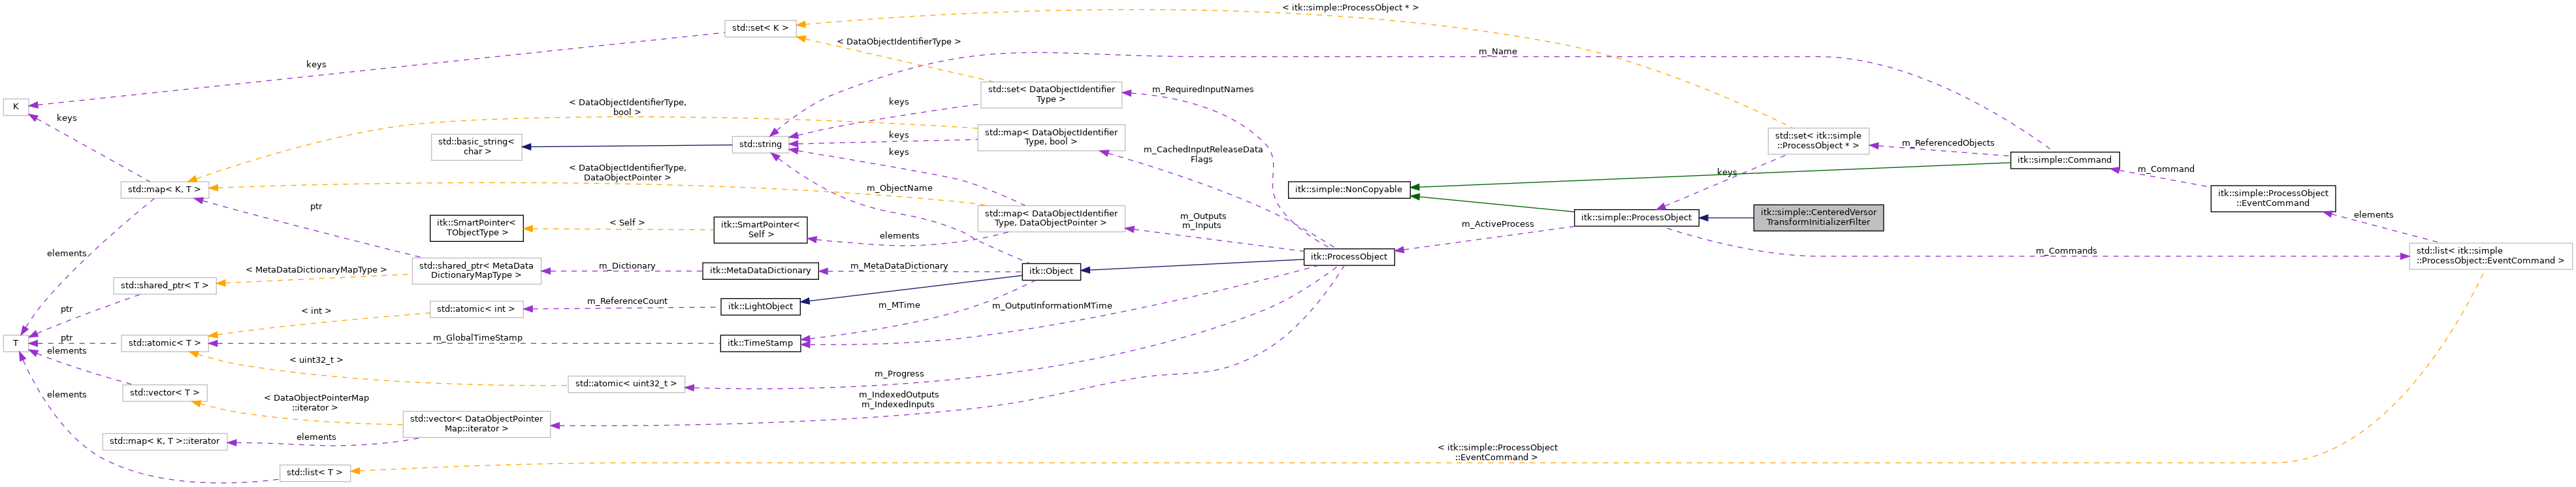 < itk::simple::ProcessObject * >
std::set< K >
< DataObjectIdentifierType >
m_Name
keys
std::set< DataObjectIdentifier
Type >
m_RequiredInputNames
K
keys
< DataObjectIdentifierType,
bool >
keys
std::basic_string<
char >
std::string
keys
std::map< DataObjectIdentifier
Type, bool >
m_CachedInputReleaseData
Flags
std::set< itk::simple
::ProcessObject * >
m_ReferencedObjects
itk::simple::Command
keys
< DataObjectIdentifierType,
DataObjectPointer >
m_ObjectName
std::map< K, T >
itk::simple::NonCopyable
keys
m_Command
itk::simple::ProcessObject
::EventCommand
ptr
itk::SmartPointer<
TObjectType >
< Self >
itk::SmartPointer<
Self >
elements
std::map< DataObjectIdentifier
Type, DataObjectPointer >
m_Outputs
m_Inputs
m_ActiveProcess
itk::simple::ProcessObject
itk::simple::CenteredVersor
TransformInitializerFilter
elements
elements
std::shared_ptr< T >
< MetaDataDictionaryMapType >
std::shared_ptr< MetaData
DictionaryMapType >
m_Dictionary
itk::MetaDataDictionary
m_MetaDataDictionary
itk::Object
itk::ProcessObject
m_Commands
std::list< itk::simple
::ProcessObject::EventCommand >
ptr
< int >
std::atomic< int >
m_ReferenceCount
itk::LightObject
m_MTime
m_OutputInformationMTime
T
ptr
elements
std::atomic< T >
m_GlobalTimeStamp
itk::TimeStamp
< uint32_t >
std::atomic< uint32_t >
m_Progress
elements
std::vector< T >
< DataObjectPointerMap
::iterator >
std::vector< DataObjectPointer
Map::iterator >
m_IndexedOutputs
m_IndexedInputs
std::map< K, T >::iterator
elements
std::list< T >
< itk::simple::ProcessObject
::EventCommand >